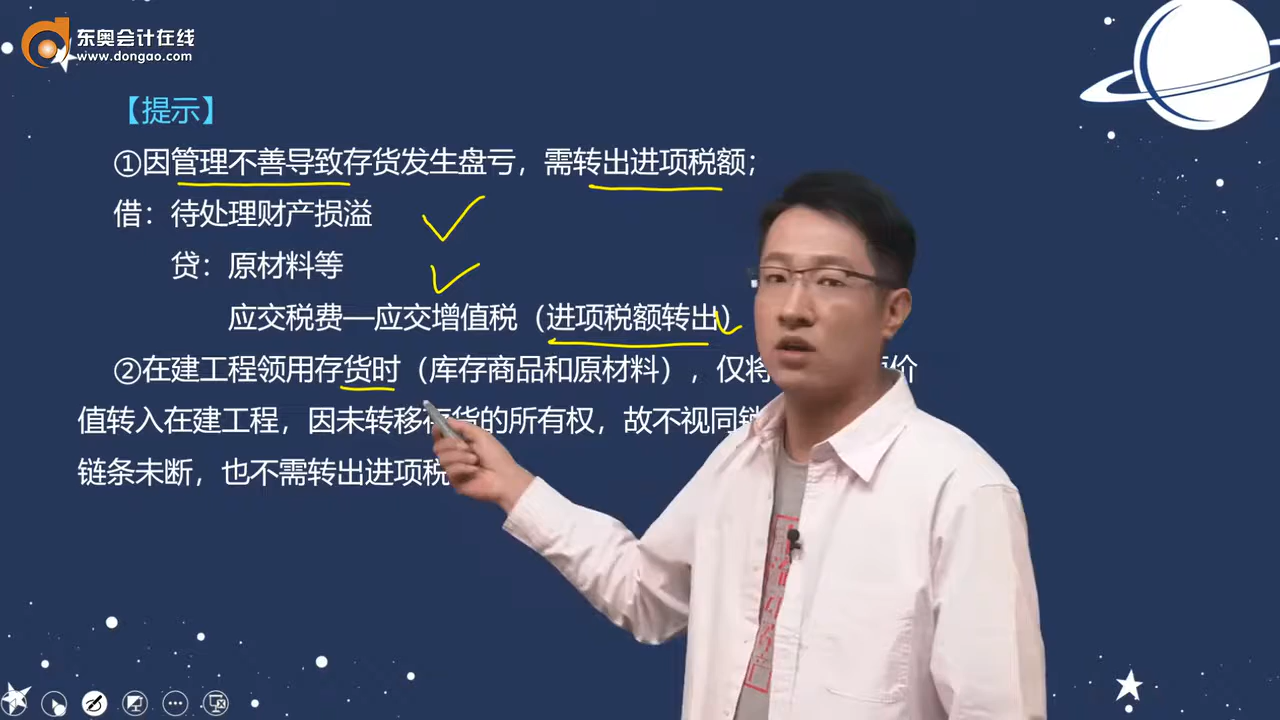 东奥会计在线
www.dongao.com
【提示】
①因管理不善导致存货发生盘亏，需转出进项税额；
借：待处理财产损溢
贷：原材料等
应交税费—应交增值税（进项税额转出）
②在建工程领用存货时（库存商品和原材料），仅将 价
值转入在建工程，因未转移存货的所有权，故不视同销
链条未断，也不需转出进项税